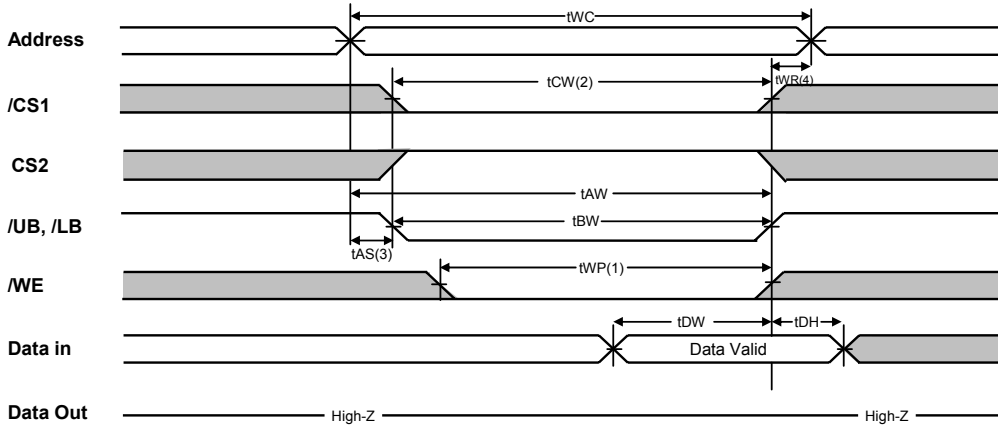 tWC
Address
tCW(2)
tWR(4)
/CS1
CS2
tAW
/UB, /LB
tBW
tAS(3)
tWP(1)
/WE
tDW
tDH
Data in
Data Valid
Data Out
High-Z
High-Z